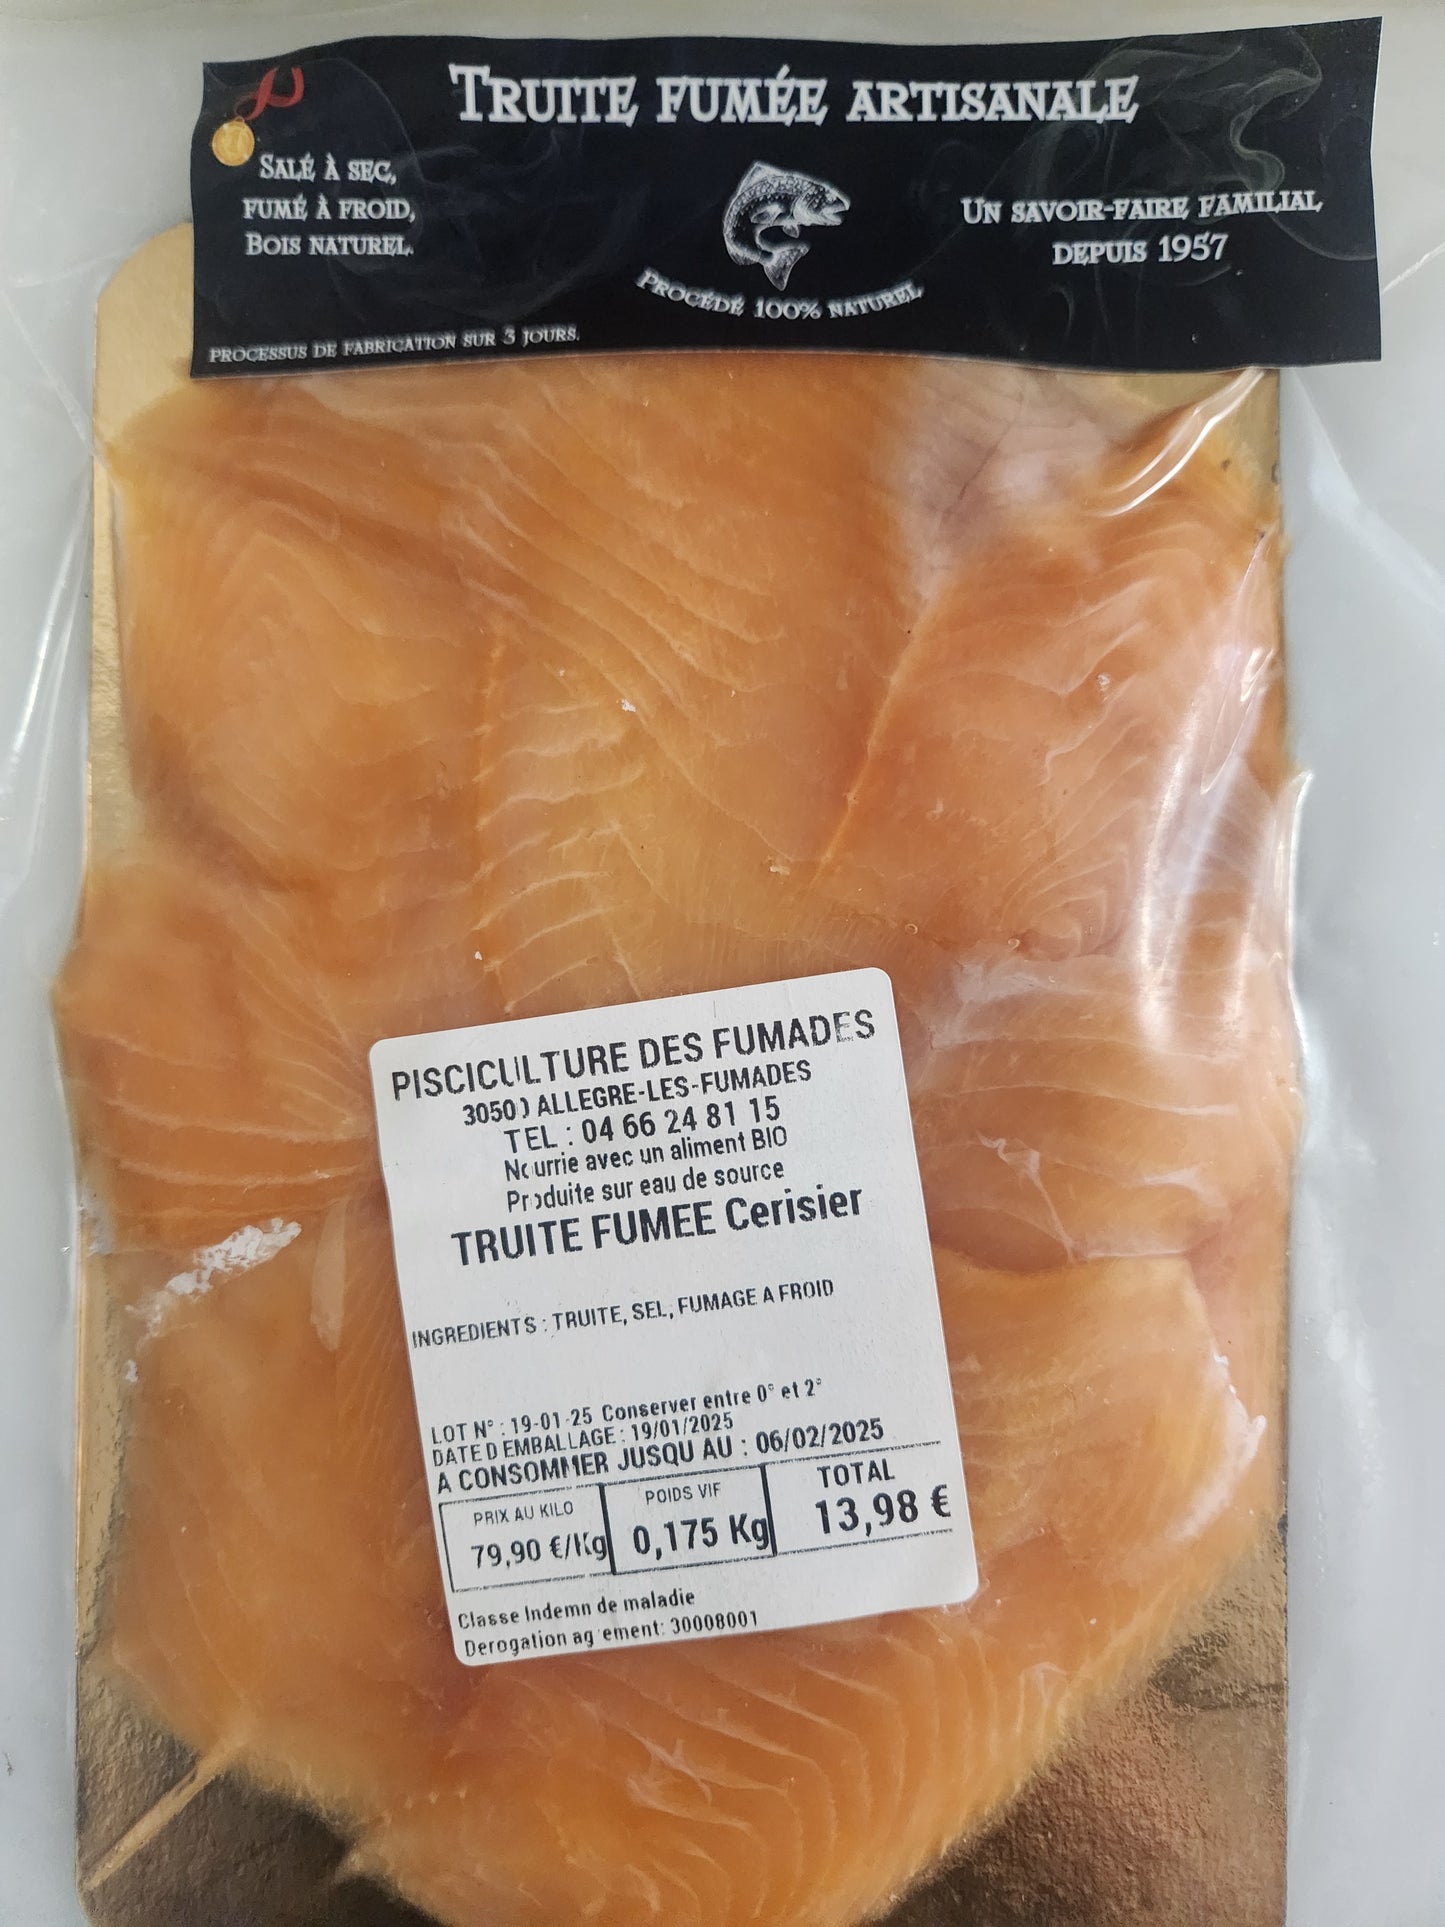 TRUITE FUMÉE ARTISANALE
SALÉ À SEC,
FUMÉ À FROID,
BOIS NATUREL.
UN SAVOIR-FAIRE FAMILIAL
DEPUIS 1957
PROCÉDÉ 100% NATUREL
PROCESSUS DE FABRICATION SUR 3 JOURS.
PISCICULTURE DES FUMADES
30500 ALLEGRE-LES-FUMADES
TEL : 04 66 24 81 15
Nourrie avec un aliment BIO
Produite sur eau de source
TRUITE FUMEE Cerisier
INGREDIENTS : TRUITE, SEL, FUMAGE A FROID
LOT N° : 19-01-25 Conserver entre 0° et 2°
DATE D EMBALLAGE : 19/01/2025
A CONSOMMER JUSQU AU : 06/02/2025
PRIX AU KILO POIDS VIF TOTAL
79,90 €/Kg 0,175 Kg 13,98 €
Classe Indemn de maladie
Derogation agrement: 30008001